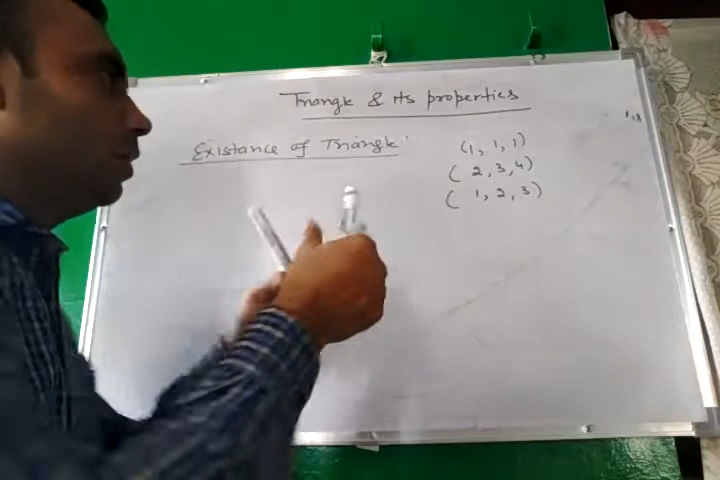 Triangle & its properties
Existance of Triangle
(1, 1, 1)
(2, 3, 4)
(1, 2, 3)